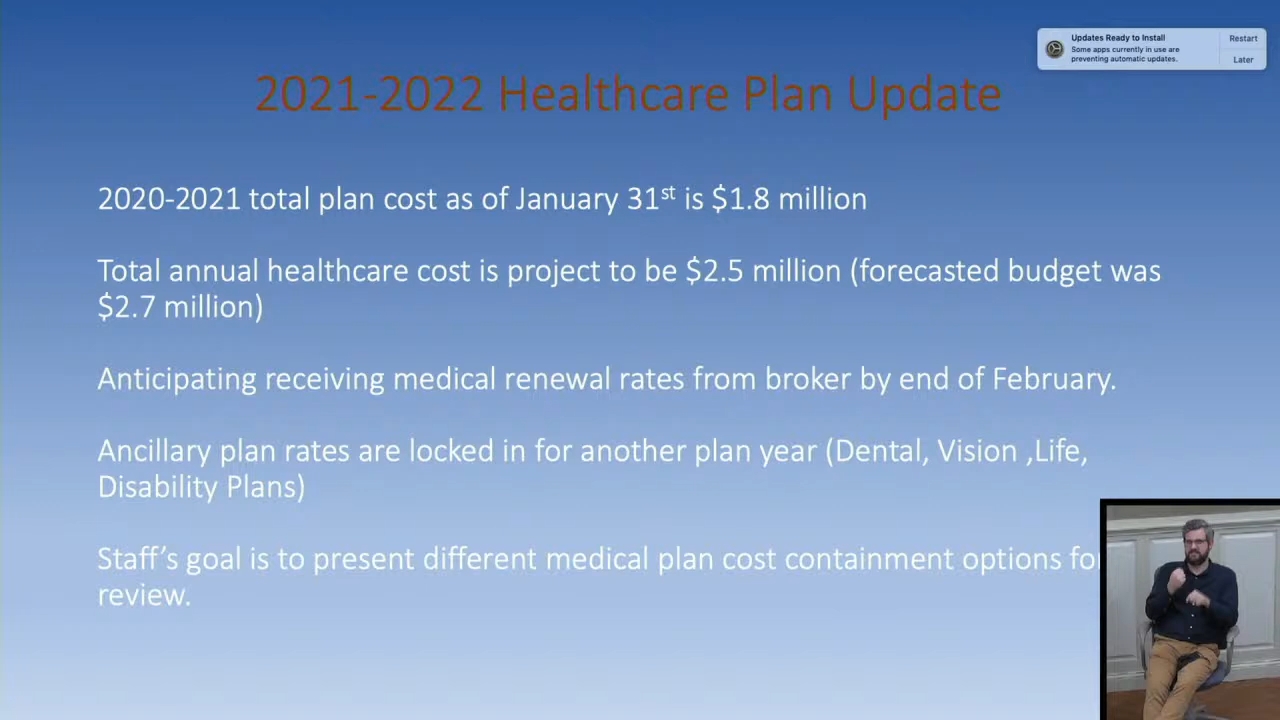 Updates Ready to Install
Some apps currently in use are
preventing automatic updates.
Restart
Later
2021-2022 Healthcare Plan Update
2020-2021 total plan cost as of January 31st is $1.8 million
Total annual healthcare cost is project to be $2.5 million (forecasted budget was
$2.7 million)
Anticipating receiving medical renewal rates from broker by end of February.
Ancillary plan rates are locked in for another plan year (Dental, Vision ,Life,
Disability Plans)
Staff’s goal is to present different medical plan cost containment options for
review.